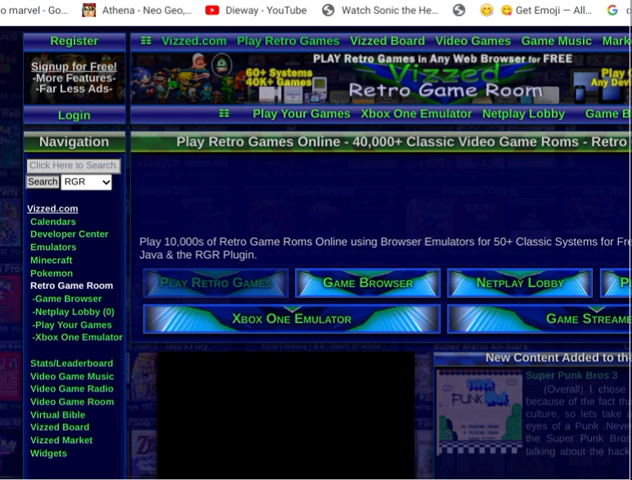 o marvel - Go... Athena - Neo Geo,... Dieway - YouTube Watch Sonic the He... Get Emoji — All...
Register
Signup for Free!
-More Features-
-Far Less Ads-
Login
Vizzed.com Play Retro Games Vizzed Board Video Games Game Music Mark
PLAY Retro Games In Any Web Browser for FREE
60+ Systems
40K+ Games
Vizzed
Retro Game Room
Play G
Any Dev
Play Your Games Xbox One Emulator Netplay Lobby Game B
Navigation
Play Retro Games Online - 40,000+ Classic Video Game Roms - Retro
Click Here to Search.
Search RGR
Vizzed.com
Calendars
Developer Center
Emulators
Minecraft
Pokemon
Retro Game Room
-Game Browser
-Netplay Lobby (0)
-Play Your Games
-Xbox One Emulator
Stats/Leaderboard
Video Game Music
Video Game Radio
Video Game Room
Virtual Bible
Vizzed Board
Vizzed Market
Widgets
Play 10,000s of Retro Game Roms Online using Browser Emulators for 50+ Classic Systems for Fre
Java & the RGR Plugin.
Play Retro Games Game Browser Netplay Lobby P
Xbox One Emulator Game Streame
New Content Added to th
Super Punk Bros 3
(Overall) I chose
because of the fact tha
culture, so lets take a
eyes of a Punk .Never
the Super Punk Bros
talking about the hack